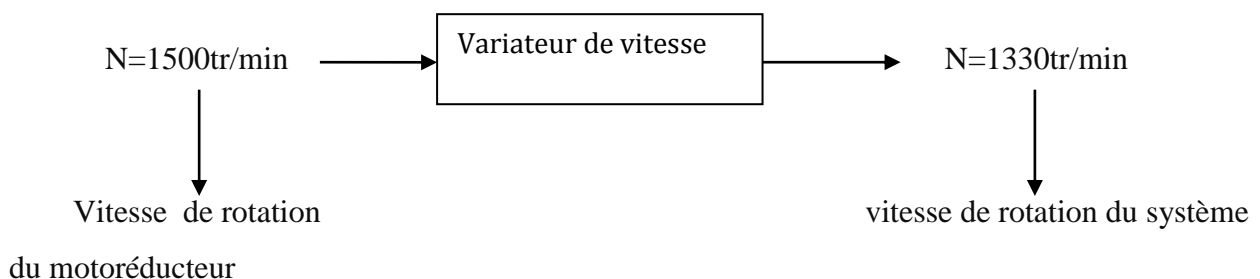 Variateur de vitesse
N=1500tr/min
N=1330tr/min
Vitesse de rotation
du motoréducteur
vitesse de rotation du système